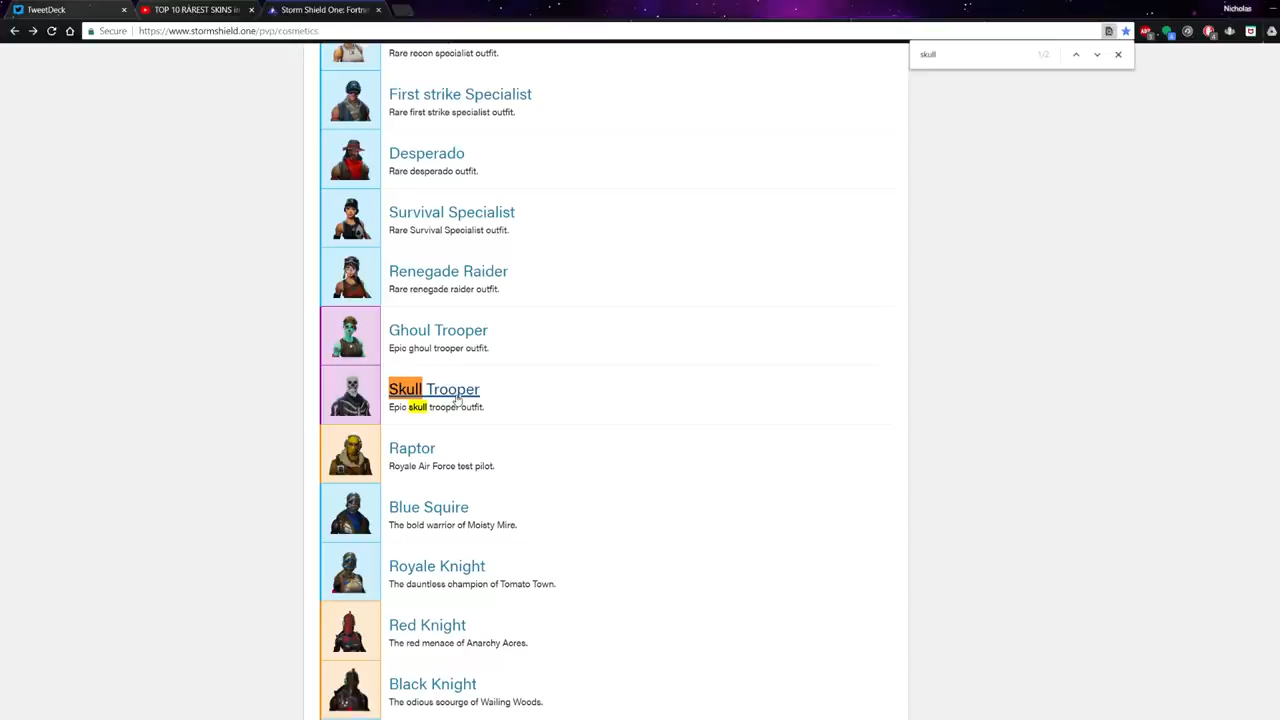 TweetDeck
TOP 10 RAREST SKINS in
Storm Shield One: Fortn
Nicholas
Secure
https://www.stormshield.one/pvp/cosmetics
skull
1/2
Rare recon specialist outfit.
First strike Specialist
Rare first strike specialist outfit.
Desperado
Rare desperado outfit.
Survival Specialist
Rare Survival Specialist outfit.
Renegade Raider
Rare renegade raider outfit.
Ghoul Trooper
Epic ghoul trooper outfit.
Skull Trooper
Epic skull trooper outfit.
Raptor
Royale Air Force test pilot.
Blue Squire
The bold warrior of Moisty Mire.
Royale Knight
The dauntless champion of Tomato Town.
Red Knight
The red menace of Anarchy Acres.
Black Knight
The odious scourge of Wailing Woods.